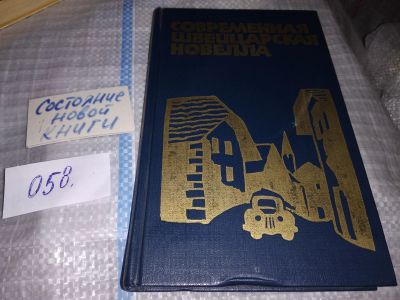 СОВРЕМЕННАЯ
ШВЕЙЦАРСКАЯ
НОВЕЛЛА
Состояние
новой
книги
058.